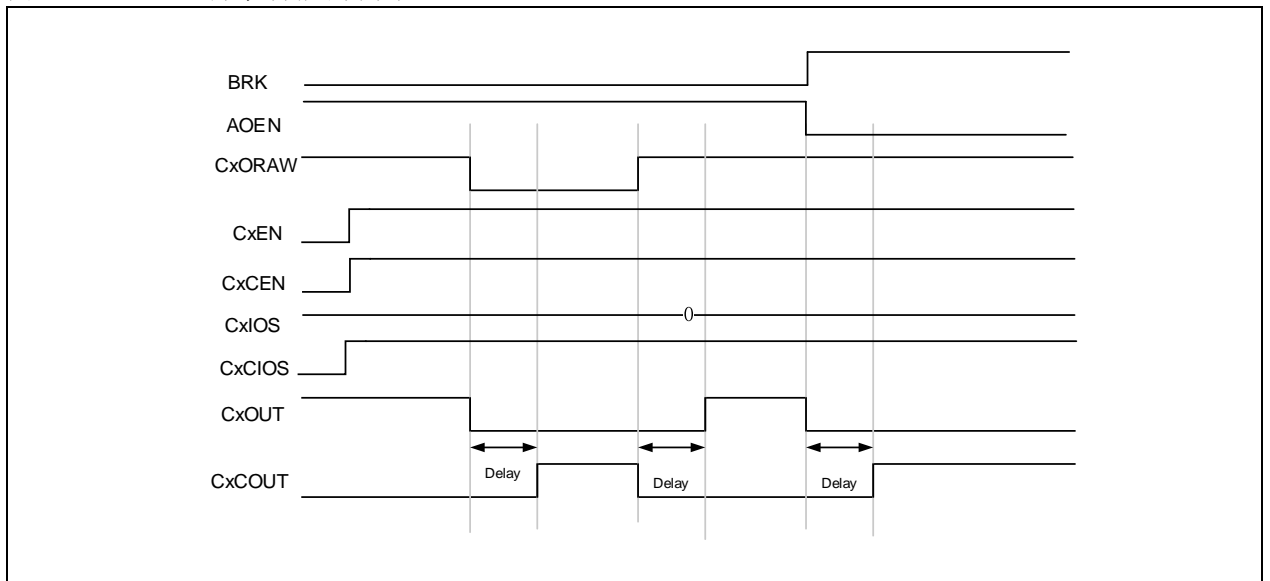 BRK
AOEN
CxORAW
CxEN
CxCEN
0
CxIOS
CxCIOS
CxOUT
Delay
Delay
Delay
CxCOUT